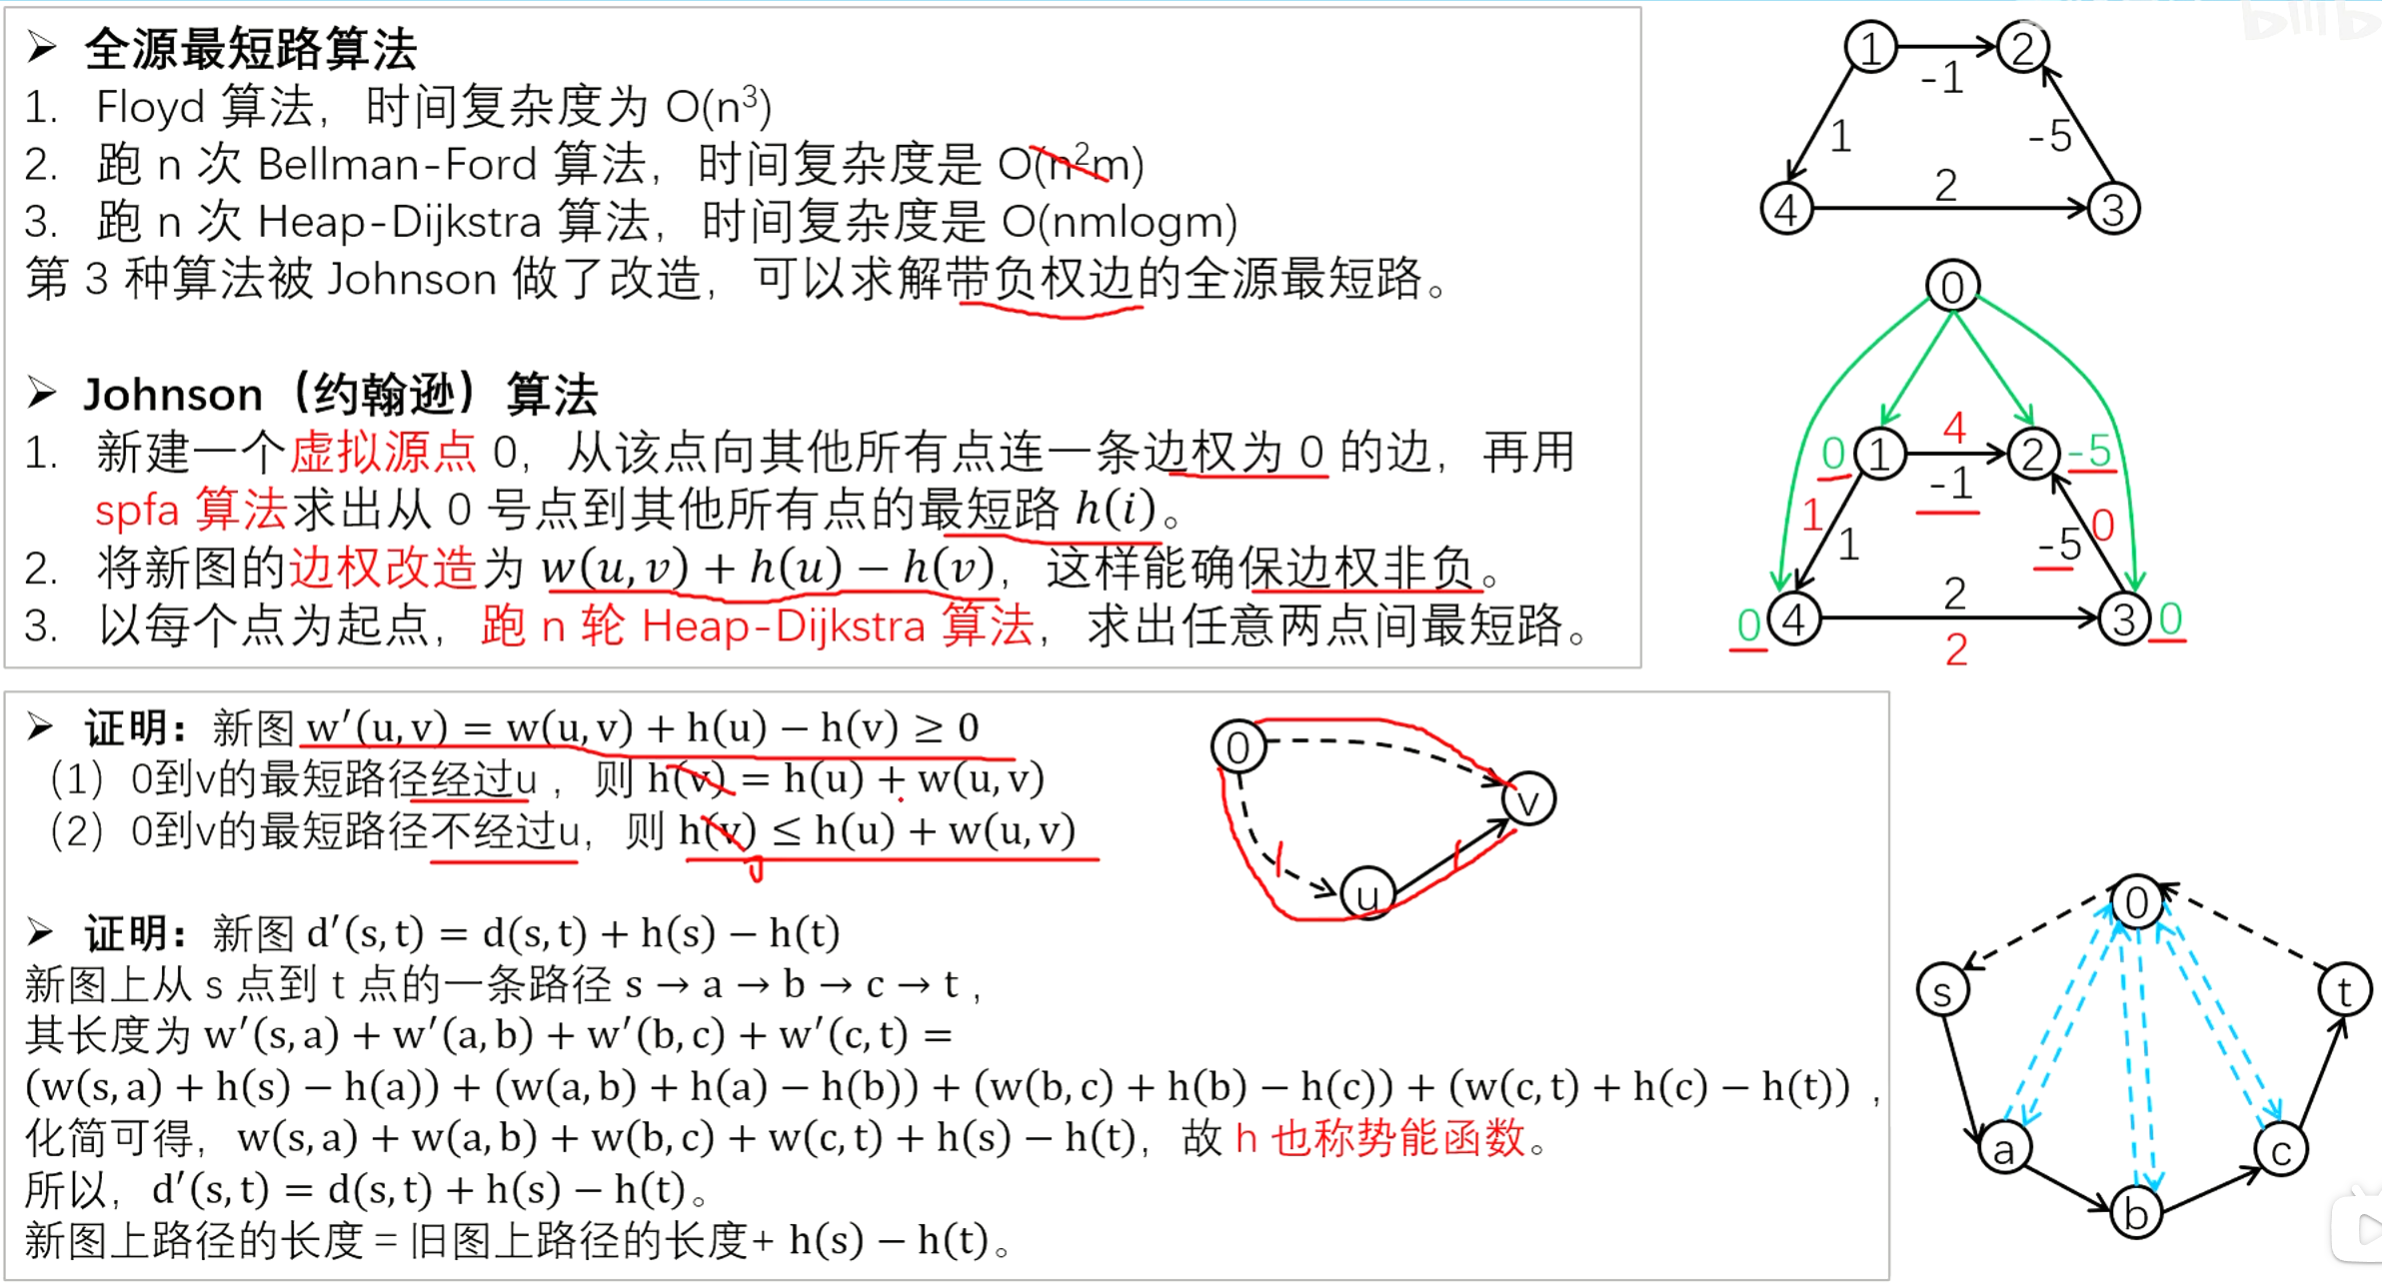 ➢ 全源最短路算法
1. Floyd 算法，时间复杂度为 O(n³)
2. 跑 n 次 Bellman-Ford 算法，时间复杂度是 O(n²m)
3. 跑 n 次 Heap-Dijkstra 算法，时间复杂度是 O(nmlogm)
第 3 种算法被 Johnson 做了改造，可以求解带负权边的全源最短路。
➢ Johnson（约翰逊）算法
1. 新建一个虚拟源点 0，从该点向其他所有点连一条边权为 0 的边，再用
spfa 算法求出从 0 号点到其他所有点的最短路 h(i)。
2. 将新图的边权改造为 w(u,v) + h(u) − h(v)，这样能确保边权非负。
3. 以每个点为起点，跑 n 轮 Heap-Dijkstra 算法，求出任意两点间最短路。
1 2
-1
1 -5
2
4 3
0
4
0 1 2 -5
-1
1 1 -5 0
2
0 4 3 0
2
➢ 证明：新图 w′(u,v) = w(u,v) + h(u) − h(v) ≥ 0
（1）0到v的最短路径经过u ，则 h(v) = h(u) + w(u,v)
（2）0到v的最短路径不经过u，则 h(v) ≤ h(u) + w(u,v)
0
v
u
➢ 证明：新图 d′(s,t) = d(s,t) + h(s) − h(t)
新图上从 s 点到 t 点的一条路径 s → a → b → c → t ，
其长度为 w′(s,a) + w′(a,b) + w′(b,c) + w′(c,t) =
(w(s,a) + h(s) − h(a)) + (w(a,b) + h(a) − h(b)) + (w(b,c) + h(b) − h(c)) + (w(c,t) + h(c) − h(t)) ，
化简可得，w(s,a) + w(a,b) + w(b,c) + w(c,t) + h(s) − h(t)，故 h 也称势能函数。
所以，d′(s,t) = d(s,t) + h(s) − h(t)。
新图上路径的长度 = 旧图上路径的长度+ h(s) − h(t)。
0
s t
a c
b